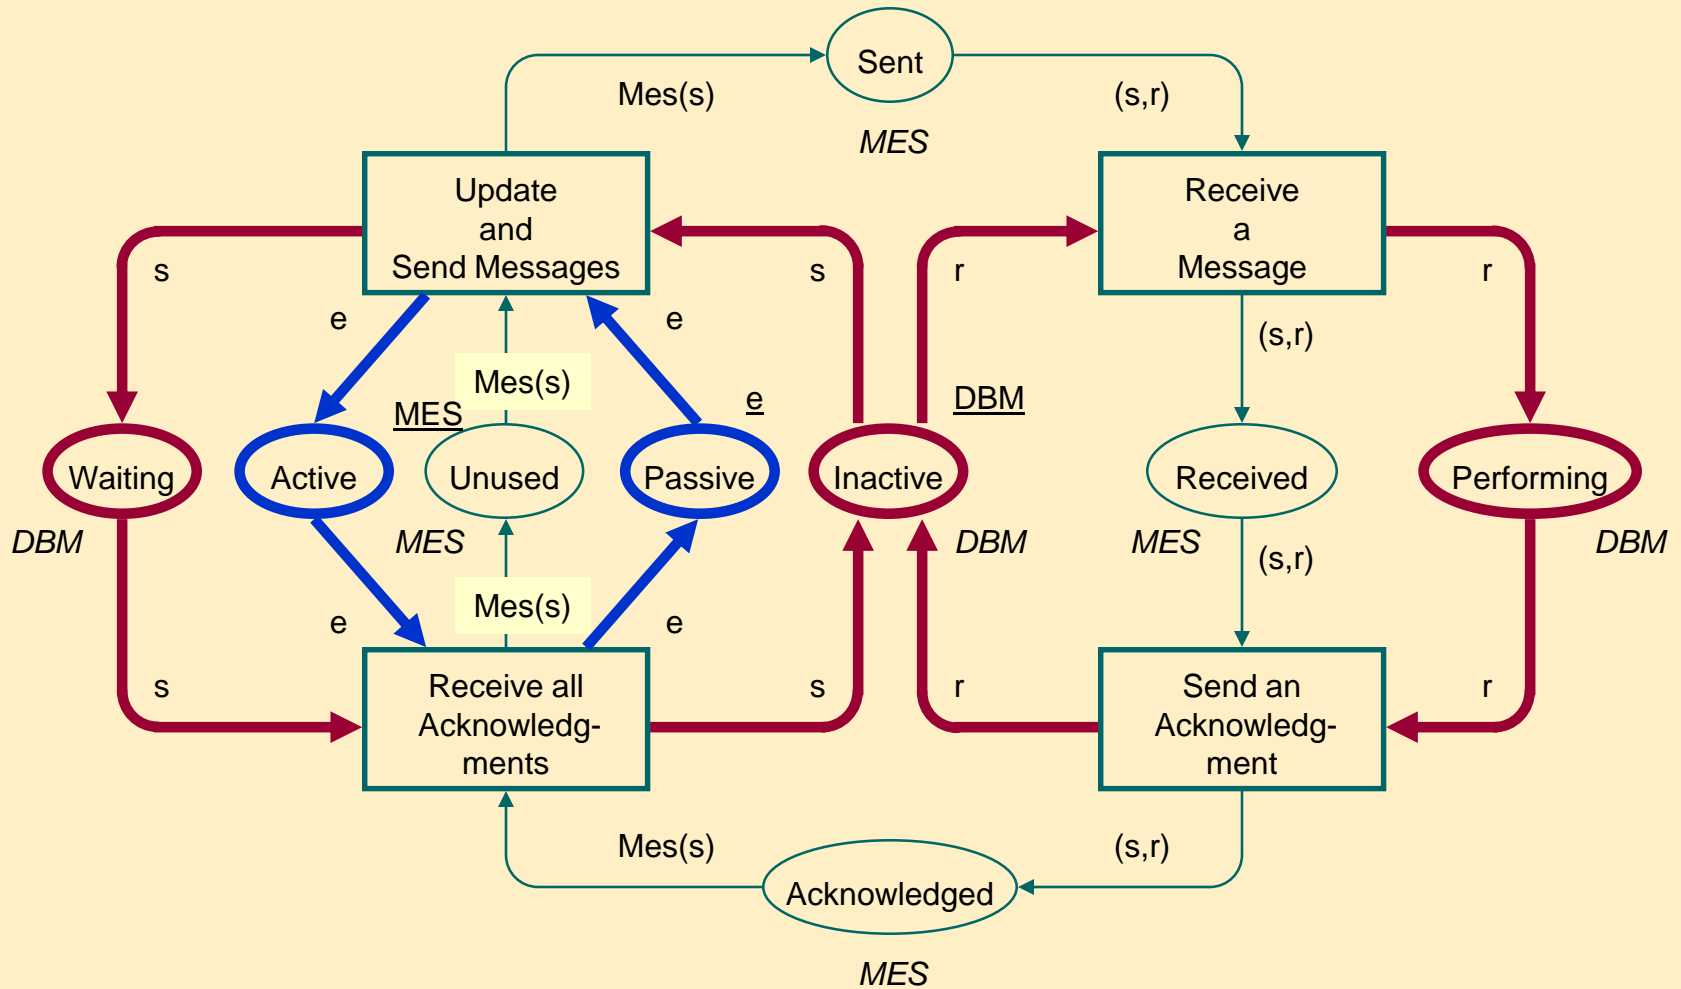 Sent
Mes(s)
(s,r)
MES
Update
and
Send Messages
Receive
a
Message
s
s
r
r
e
e
(s,r)
Mes(s)
MES
e
DBM
Waiting
Active
Unused
Passive
Inactive
Received
Performing
DBM
MES
DBM
MES
DBM
(s,r)
Mes(s)
e
e
s
s
r
r
Receive all
Acknowledg-
ments
Send an
Acknowledg-
ment
Mes(s)
(s,r)
Acknowledged
MES